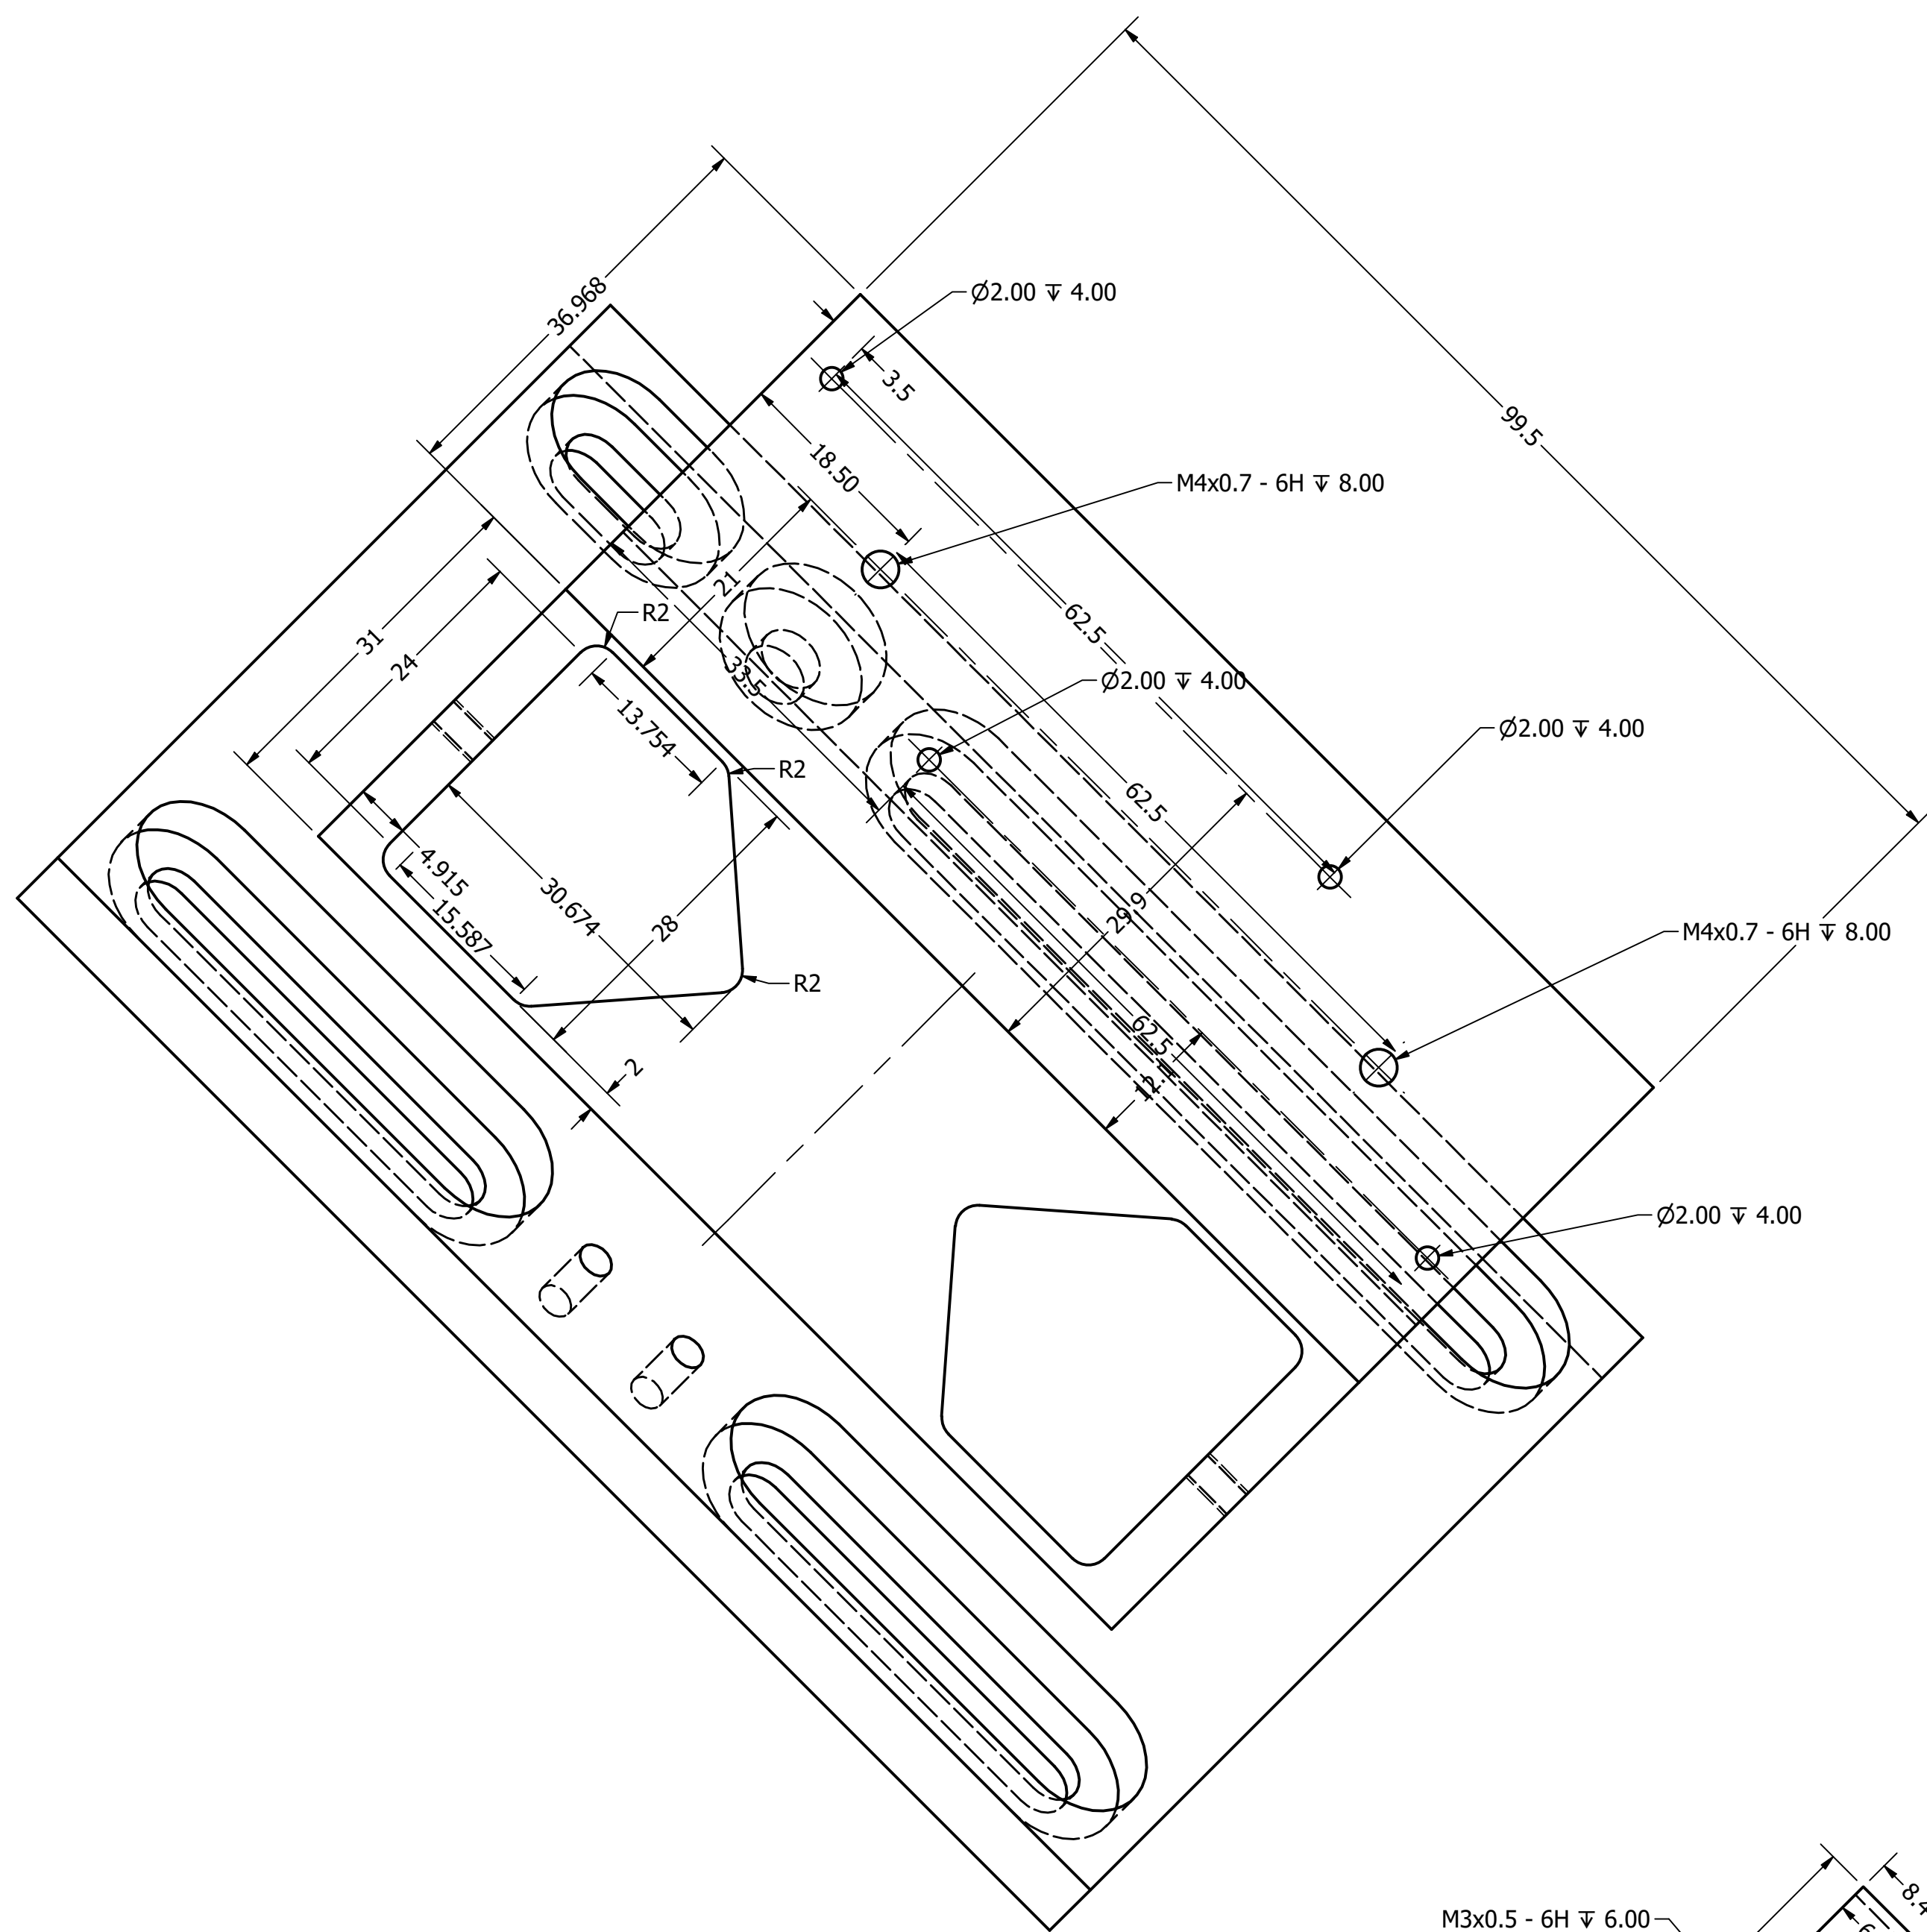 36.968
99.5
Ø2.00 ↧ 4.00
3.5
18.50
M4x0.7 - 6H ↧ 8.00
31
24
R2
21
62.5
33.5
Ø2.00 ↧ 4.00
13.754
R2
62.5
Ø2.00 ↧ 4.00
4.915
15.587
30.674
28
29.9
M4x0.7 - 6H ↧ 8.00
R2
62.5
2
Ø2.00 ↧ 4.00
M3x0.5 - 6H ↧ 6.00